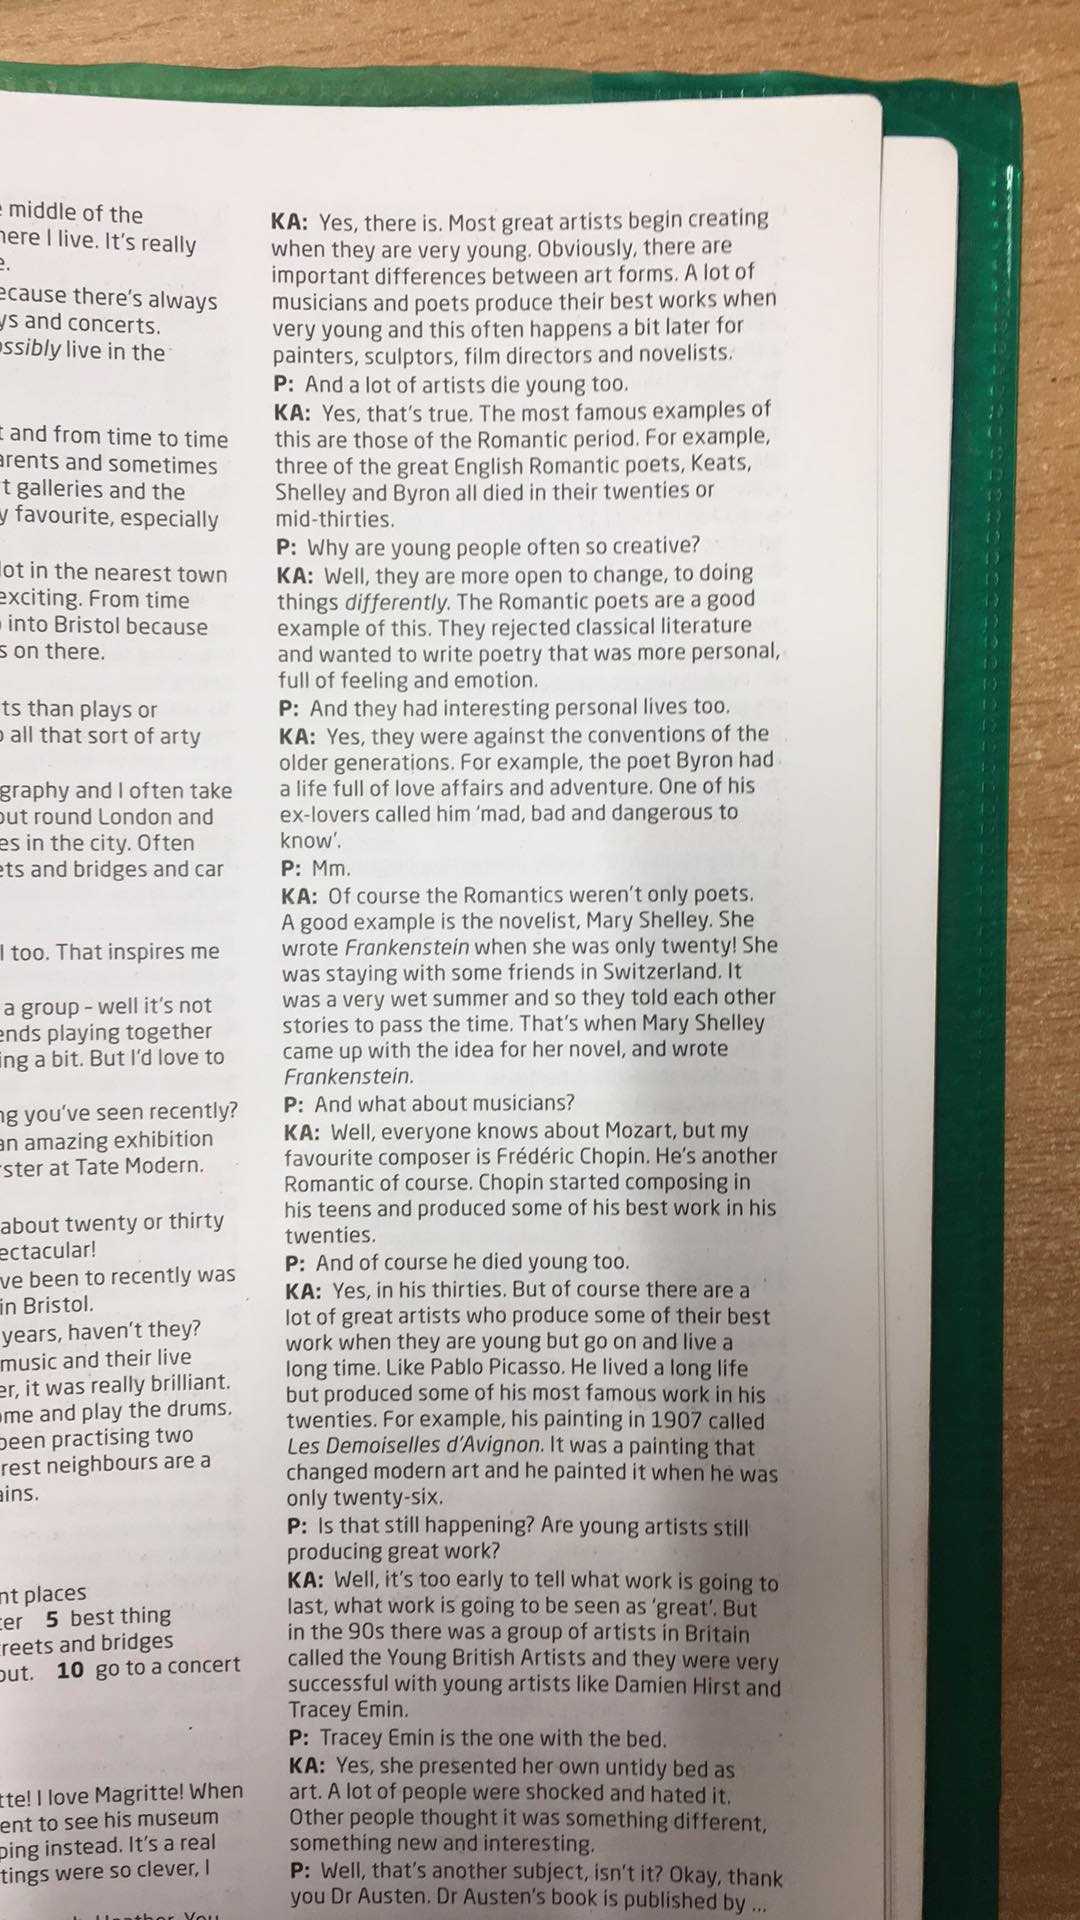 middle of the
here I live. It's really
e.
ecause there's always
ys and concerts.
ossibly live in the
t and from time to time
arents and sometimes
t galleries and the
y favourite, especially
lot in the nearest town
exciting. From time
into Bristol because
s on there.
ts than plays or
o all that sort of arty
graphy and I often take
out round London and
es in the city. Often
ets and bridges and car
l too. That inspires me
a group – well it's not
ends playing together
ing a bit. But I'd love to
ng you've seen recently?
an amazing exhibition
rster at Tate Modern.
about twenty or thirty
ectacular!
ve been to recently was
in Bristol.
years, haven't they?
music and their live
er, it was really brilliant.
ome and play the drums.
been practising two
rest neighbours are a
ains.
nt places
ter 5 best thing
treets and bridges
out. 10 go to a concert
tte! I love Magritte! When
ent to see his museum
ping instead. It's a real
tings were so clever, I
KA: Yes, there is. Most great artists begin creating
when they are very young. Obviously, there are
important differences between art forms. A lot of
musicians and poets produce their best works when
very young and this often happens a bit later for
painters, sculptors, film directors and novelists.
P: And a lot of artists die young too.
KA: Yes, that's true. The most famous examples of
this are those of the Romantic period. For example,
three of the great English Romantic poets, Keats,
Shelley and Byron all died in their twenties or
mid-thirties.
P: Why are young people often so creative?
KA: Well, they are more open to change, to doing
things differently. The Romantic poets are a good
example of this. They rejected classical literature
and wanted to write poetry that was more personal,
full of feeling and emotion.
P: And they had interesting personal lives too.
KA: Yes, they were against the conventions of the
older generations. For example, the poet Byron had
a life full of love affairs and adventure. One of his
ex-lovers called him 'mad, bad and dangerous to
know'.
P: Mm.
KA: Of course the Romantics weren't only poets.
A good example is the novelist, Mary Shelley. She
wrote Frankenstein when she was only twenty! She
was staying with some friends in Switzerland. It
was a very wet summer and so they told each other
stories to pass the time. That's when Mary Shelley
came up with the idea for her novel, and wrote
Frankenstein.
P: And what about musicians?
KA: Well, everyone knows about Mozart, but my
favourite composer is Frédéric Chopin. He's another
Romantic of course. Chopin started composing in
his teens and produced some of his best work in his
twenties.
P: And of course he died young too.
KA: Yes, in his thirties. But of course there are a
lot of great artists who produce some of their best
work when they are young but go on and live a
long time. Like Pablo Picasso. He lived a long life
but produced some of his most famous work in his
twenties. For example, his painting in 1907 called
Les Demoiselles d'Avignon. It was a painting that
changed modern art and he painted it when he was
only twenty-six.
P: Is that still happening? Are young artists still
producing great work?
KA: Well, it's too early to tell what work is going to
last, what work is going to be seen as 'great'. But
in the 90s there was a group of artists in Britain
called the Young British Artists and they were very
successful with young artists like Damien Hirst and
Tracey Emin.
P: Tracey Emin is the one with the bed.
KA: Yes, she presented her own untidy bed as
art. A lot of people were shocked and hated it.
Other people thought it was something different,
something new and interesting.
P: Well, that's another subject, isn't it? Okay, thank
you Dr Austen. Dr Austen's book is published by ...